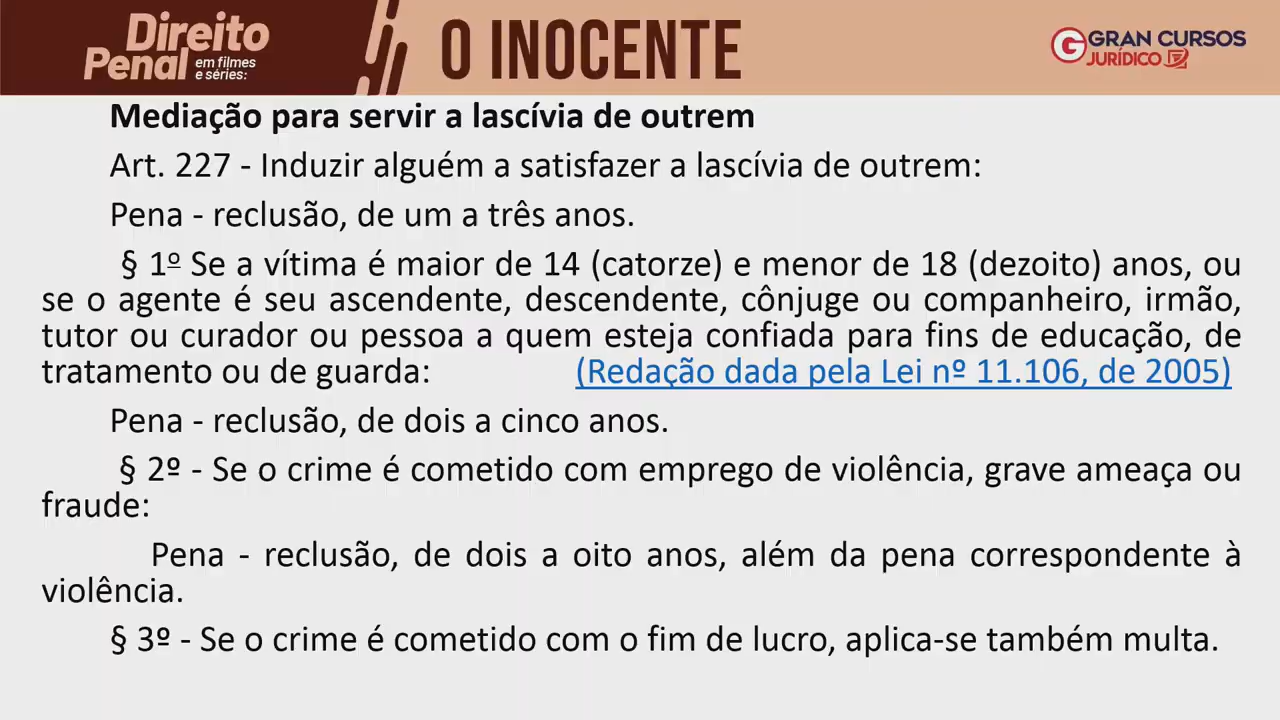 Direito
Penal em filmes
e séries:
O INOCENTE
GRAN CURSOS
JURÍDICO
Mediação para servir a lascívia de outrem
Art. 227 - Induzir alguém a satisfazer a lascívia de outrem:
Pena - reclusão, de um a três anos.
§ 1º Se a vítima é maior de 14 (catorze) e menor de 18 (dezoito) anos, ou
se o agente é seu ascendente, descendente, cônjuge ou companheiro, irmão,
tutor ou curador ou pessoa a quem esteja confiada para fins de educação, de
tratamento ou de guarda: (Redação dada pela Lei nº 11.106, de 2005)
Pena - reclusão, de dois a cinco anos.
§ 2º - Se o crime é cometido com emprego de violência, grave ameaça ou
fraude:
Pena - reclusão, de dois a oito anos, além da pena correspondente à
violência.
§ 3º - Se o crime é cometido com o fim de lucro, aplica-se também multa.